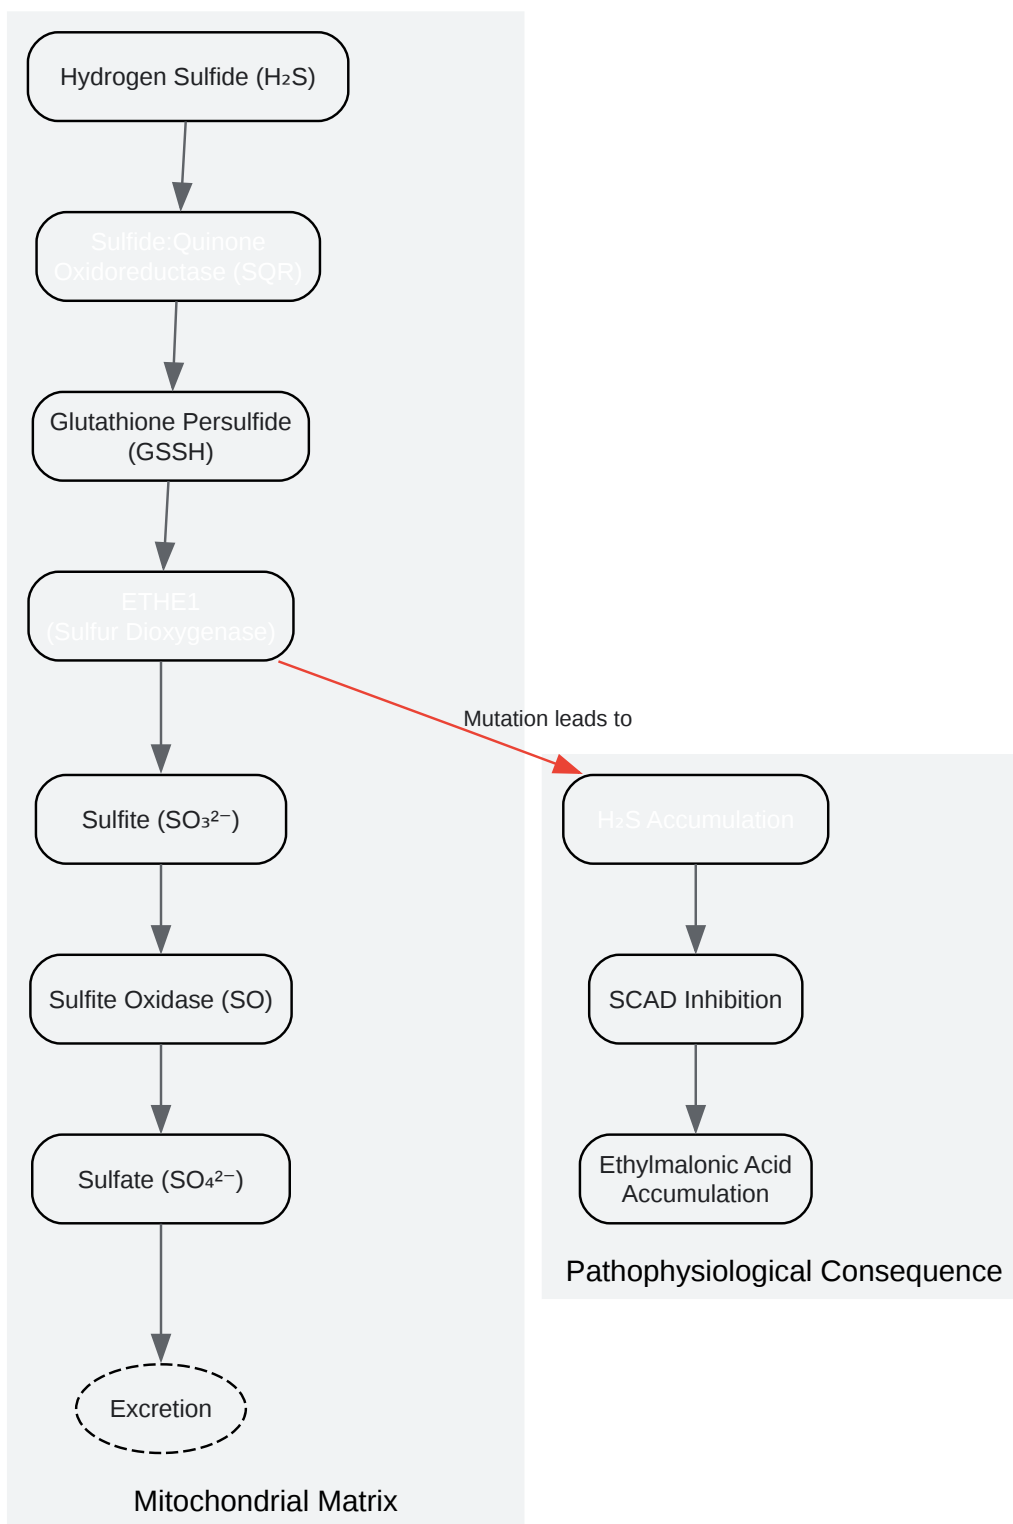 Hydrogen Sulfide (H₂S)
Sulfide:Quinone
Oxidoreductase (SQR)
Glutathione Persulfide
(GSSH)
ETHE1
(Sulfur Dioxygenase)
Mutation leads to
Sulfite (SO₃²⁻)
Sulfite Oxidase (SO)
Sulfate (SO₄²⁻)
Excretion
Mitochondrial Matrix
H₂S Accumulation
SCAD Inhibition
Ethylmalonic Acid
Accumulation
Pathophysiological Consequence